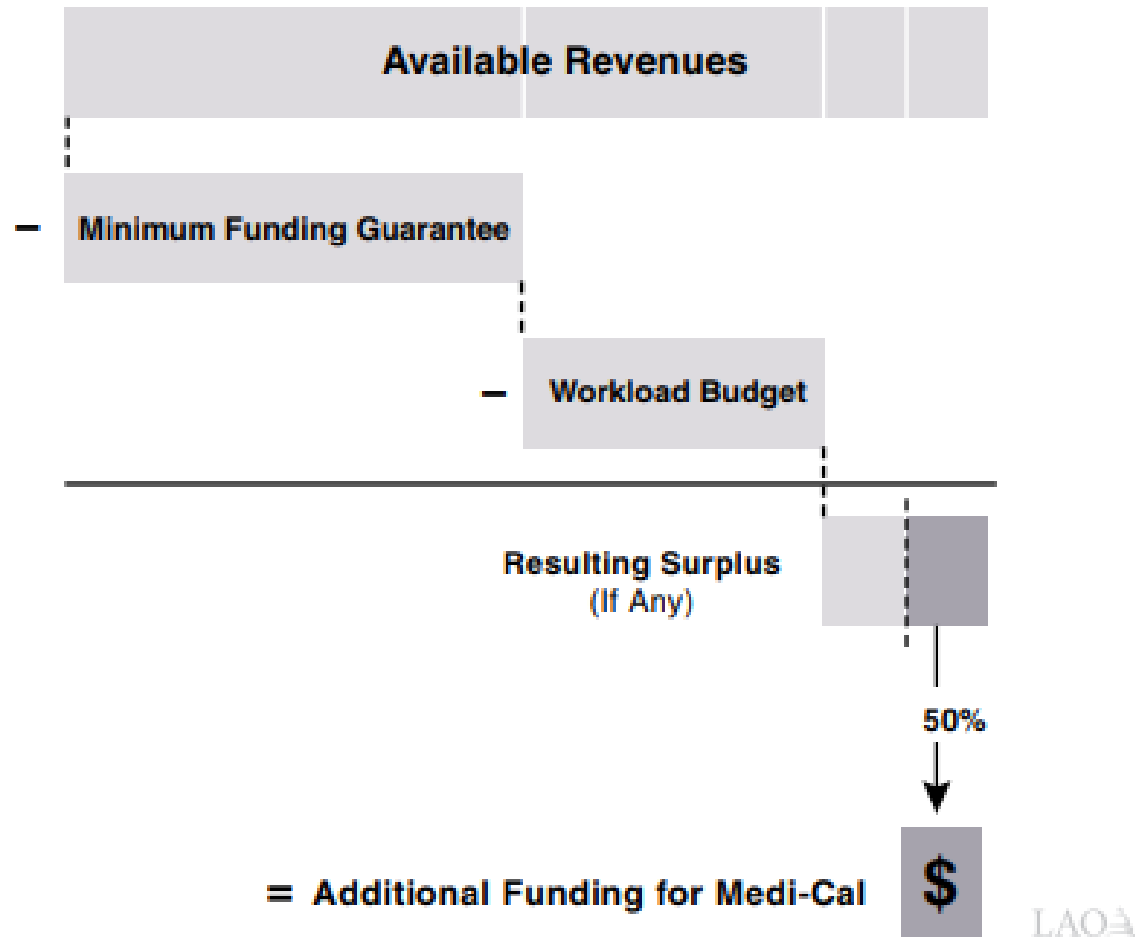 Available Revenues
– Minimum Funding Guarantee
– Workload Budget
Resulting Surplus
(If Any)
50%
= Additional Funding for Medi-Cal $
LAO